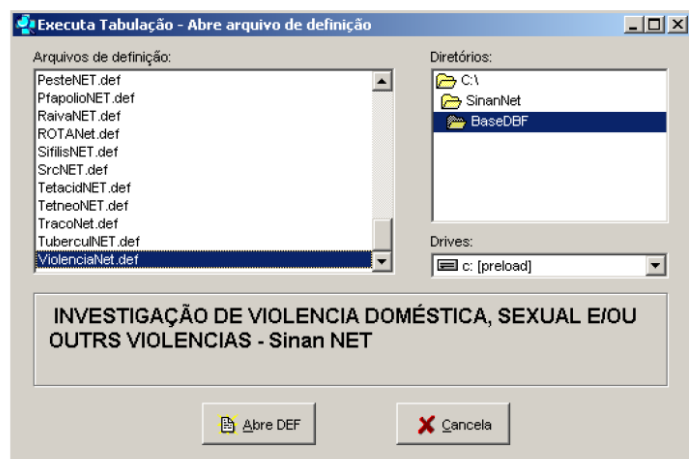 Executa Tabulação - Abre arquivo de definição
Arquivos de definição:
PesteNET.def
PfapolioNET.def
RaivaNET.def
ROTANet.def
SifilisNET.def
SrcNET.def
TetacidNET.def
TetneoNET.def
TracoNet.def
TuberculNET.def
ViolenciaNet.def
Diretórios:
C:\
SinanNet
BaseDBF
Drives:
c: [preload]
INVESTIGAÇÃO DE VIOLENCIA DOMÉSTICA, SEXUAL E/OU
OUTRS VIOLENCIAS - Sinan NET
Abre DEF
Cancela